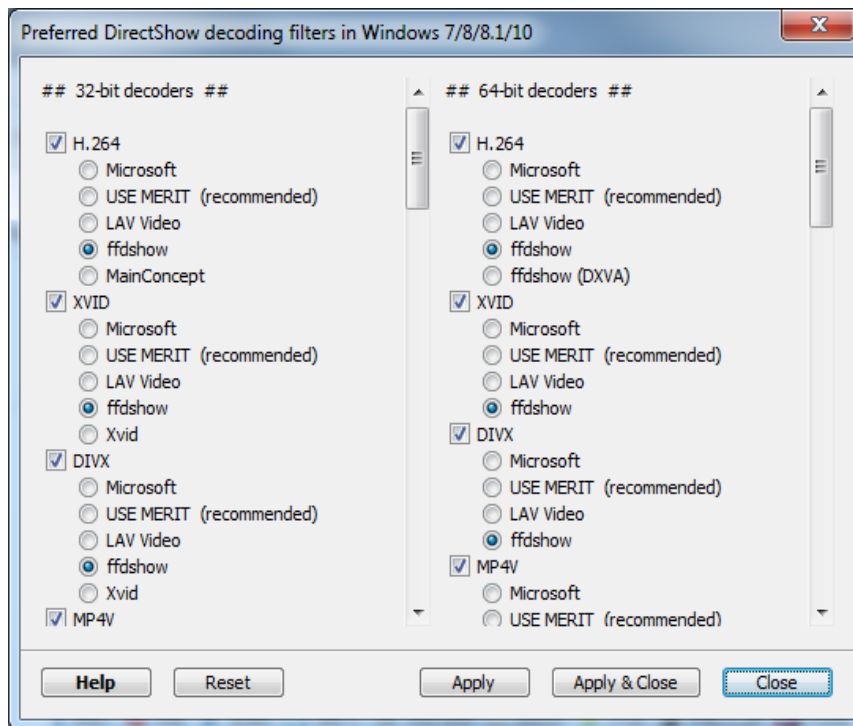 Preferred DirectShow decoding filters in Windows 7/8/8.1/10
## 32-bit decoders ##
H.264
Microsoft
USE MERIT (recommended)
LAV Video
ffdshow
MainConcept
XVID
Microsoft
USE MERIT (recommended)
LAV Video
ffdshow
Xvid
DIVX
Microsoft
USE MERIT (recommended)
LAV Video
ffdshow
Xvid
MP4V
## 64-bit decoders ##
H.264
Microsoft
USE MERIT (recommended)
LAV Video
ffdshow
ffdshow (DXVA)
XVID
Microsoft
USE MERIT (recommended)
LAV Video
ffdshow
DIVX
Microsoft
USE MERIT (recommended)
LAV Video
ffdshow
MP4V
Microsoft
USE MERIT (recommended)
Help Reset Apply Apply & Close Close